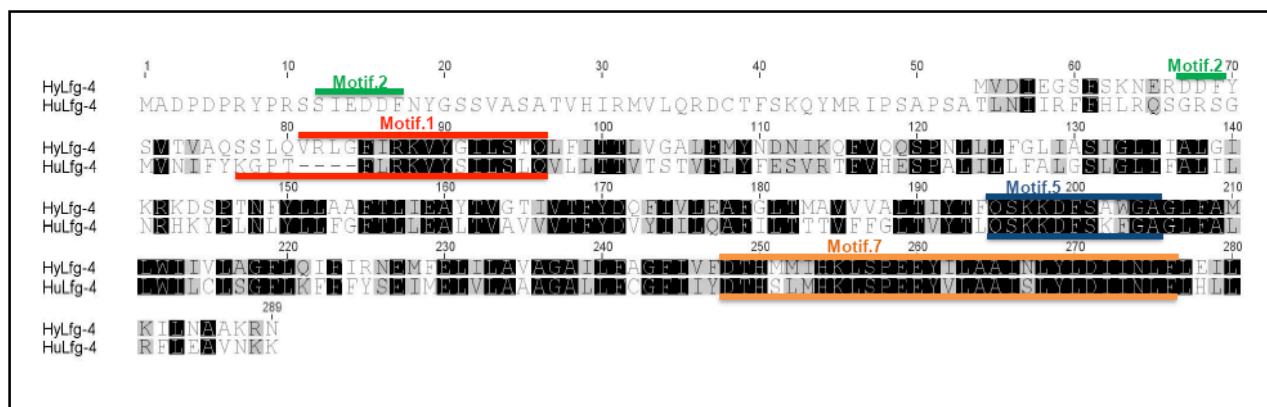 1 10 20 30 40 50 60 70
Motif.2 Motif.2
HyLfg-4 MVDIEGSFSKNERDDFY
HuLfg-4 MADPDPRYPRSSIEDDFNYGSSVASATVHIRMVLQRDCTFSKQYMRIPSAPSATLNIIRFFHLRQSGRSG
80 90 100 110 120 130 140
Motif.1
HyLfg-4 SVTVAQSSLQVRLGFIRKVYGILSTQLFITTLVGALFMYNDNIKQFVQQSPNLLLFGLIASIGLIIALGI
HuLfg-4 MVNIFYKGPT----FLRKVYSILSLQVLLTTVTSTVFLYFESVRTFVHESPALILLFALGSLGLIFALIL
150 160 170 180 190 200 210
Motif.5
HyLfg-4 KRKDSPTNFYLLAAFTLIEAYTVGTIVTFYDQFIVLEAFGLTMAVVVALTIYTFQSKKDFSAWGAGLFAM
HuLfg-4 NRHKYPLNLYLLFGFTLLEALTVAVVVTFYDVYIILQAFILTTTVFFGLTVYTLQSKKDFSKFGAGLFAL
220 230 240 250 260 270 280
Motif.7
HyLfg-4 LWIIVLAGFLQIFIRNEMFELILAVAGAILFAGFIVFDTHMMIHKLSPEEYILAAINLYLDIINLFLEIL
HuLfg-4 LWILCLSGFLKFFFYSEIMELVLAAAGALLFCGFIIYDTHSLMHKLSPEEYVLAAISLYLDIINLFLHLL
289
HyLfg-4 KILNAAKRN
HuLfg-4 RFLEAVNKK